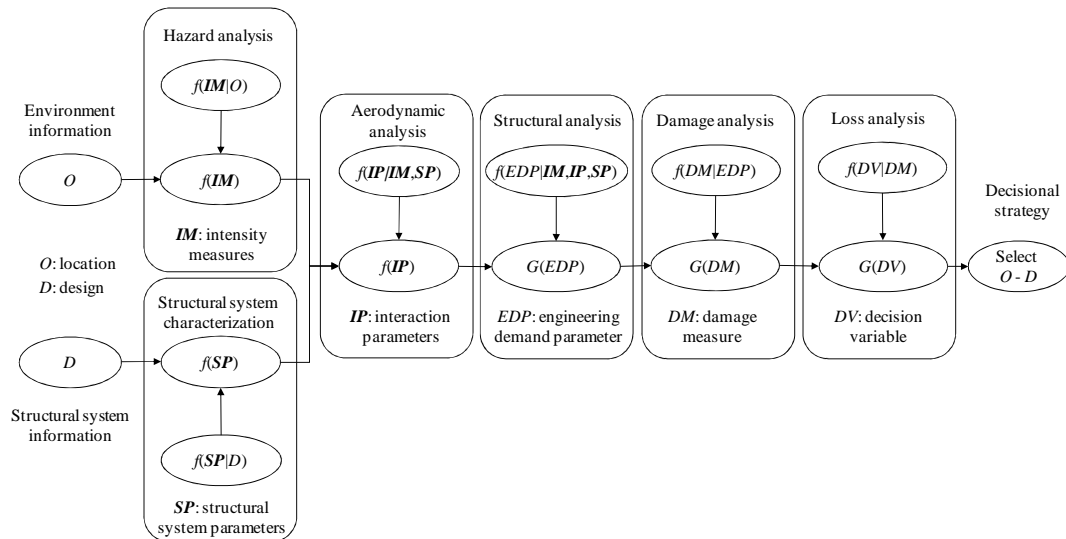 Hazard analysis
f(IM|O)
Environment
information
O
f(IM)
IM: intensity
measures
O: location
D: design
Structural system
characterization
D
f(SP)
Structural system
information
f(SP|D)
SP: structural
system parameters
Aerodynamic
analysis
f(IP|IM,SP)
f(IP)
IP: interaction
parameters
Structural analysis
f(EDP|IM,IP,SP)
G(EDP)
EDP: engineering
demand parameter
Damage analysis
f(DM|EDP)
G(DM)
DM: damage
measure
Loss analysis
f(DV|DM)
G(DV)
DV: decision
variable
Decisional
strategy
Select
O - D